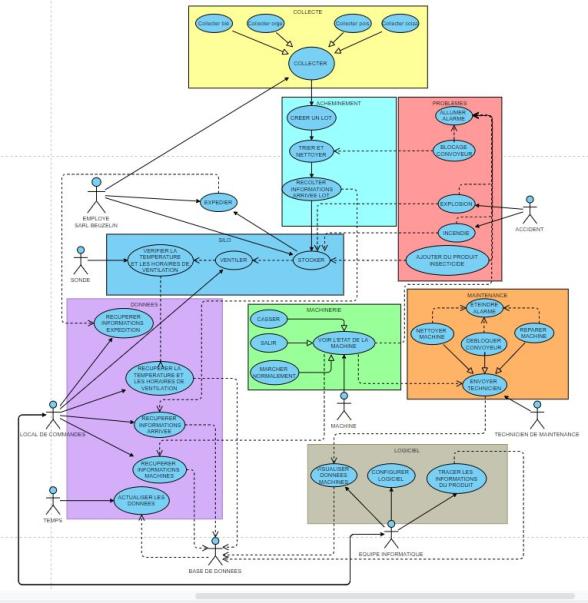 COLLECTE
Collecter blé
Collecter orge
Collecter pois
Collecter colza
COLLECTER
ACHEMINEMENT
PROBLEMES
CREER UN LOT
ALLUMER
ALARME
TRIER ET
NETTOYER
BLOCAGE
CONVOYEUR
RECOLTER
INFORMATIONS
ARRIVEE LOT
EMPLOYE
SARL BEUZELIN
EXPEDIER
EXPLOSION
ACCIDENT
INCENDIE
SILO
SONDE
VERIFIER LA
TEMPERATURE
ET LES HORAIRES DE
VENTILATION
VENTILER
STOCKER
AJOUTER DU PRODUIT
INSECTICIDE
DONNEES
RECUPERER
INFORMATIONS
EXPEDITION
MACHINERIE
CASSER
SALIR
VOIR L'ETAT DE LA
MACHINE
MARCHER
NORMALEMENT
MAINTENANCE
ETEINDRE
ALARME
NETTOYER
MACHINE
DEBLOQUER
CONVOYEUR
REPARER
MACHINE
ENVOYER
TECHNICIEN
RECUPERER LA
TEMPERATURE ET
LES HORAIRES DE
VENTILATION
LOCAL DE COMMANDES
RECUPERER
INFORMATIONS
ARRIVEE
MACHINE
TECHNICIEN DE MAINTENANCE
RECUPERER
INFORMATIONS
MACHINES
LOGICIEL
VISUALISER
DONNEES
MACHINES
CONFIGURER
LOGICIEL
TRACER LES
INFORMATIONS
DU PRODUIT
TEMPS
ACTUALISER LES
DONNEES
BASE DE DONNEES
EQUIPE INFORMATIQUE